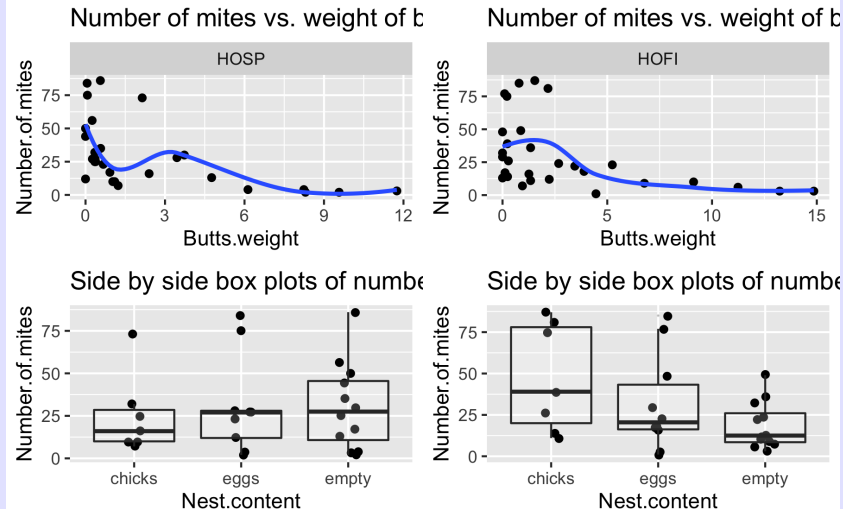 Number of mites vs. weight of b
Number of mites vs. weight of b
HOSP
HOFI
Number.of.mites
75
50
25
0
0 3 6 9 12
Butts.weight
Number.of.mites
75
50
25
0
0 5 10 15
Butts.weight
Side by side box plots of numbe
Side by side box plots of numbe
Number.of.mites
75
50
25
0
chicks eggs empty
Nest.content
Number.of.mites
75
50
25
0
chicks eggs empty
Nest.content